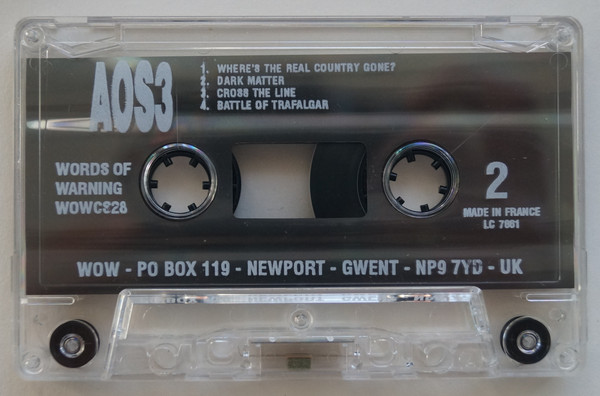 AOS3
1. WHERE'S THE REAL COUNTRY GONE?
2. DARK MATTER
3. CROSS THE LINE
4. BATTLE OF TRAFALGAR
WORDS OF
WARNING
WOWCS28
2
MADE IN FRANCE
LC 7861
WOW - PO BOX 119 - NEWPORT - GWENT - NP9 7YD - UK